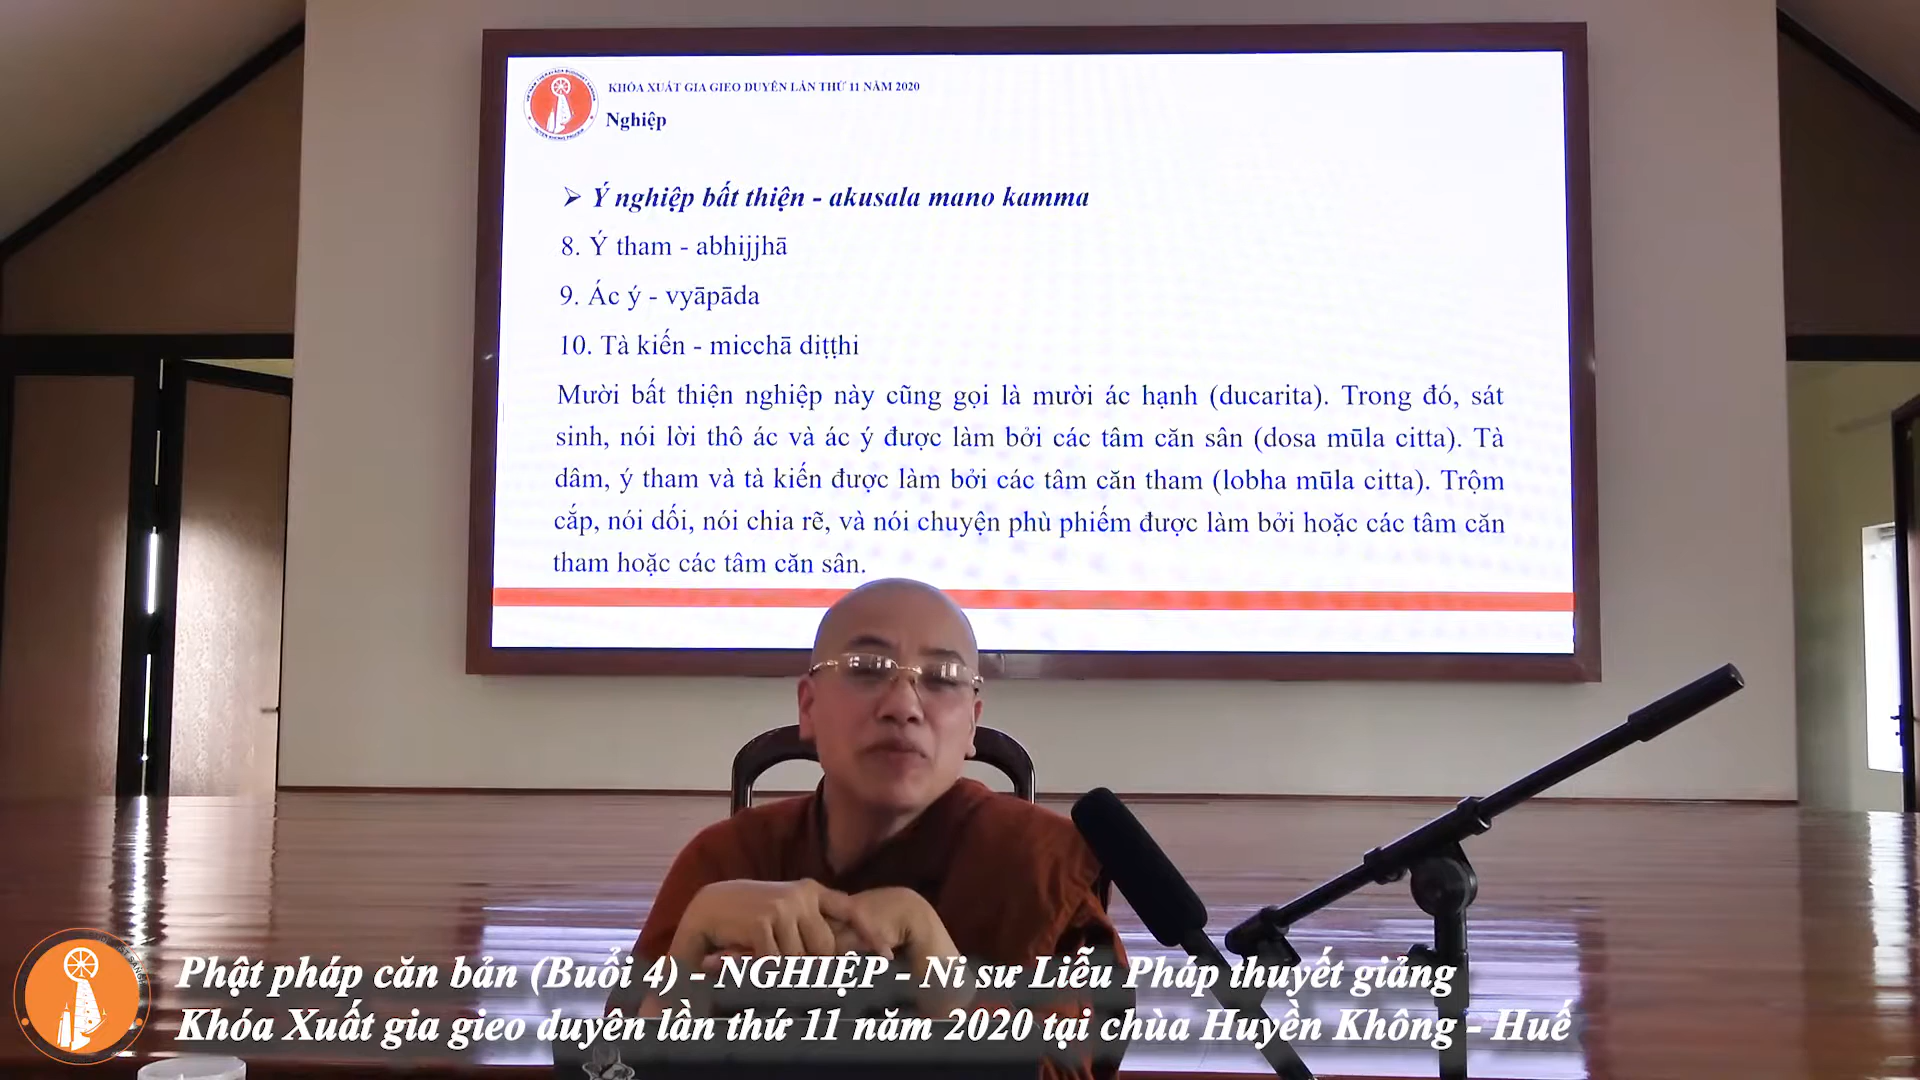 KHÓA XUẤT GIA GIEO DUYÊN LẦN THỨ 11 NĂM 2020
Nghiệp
Ý nghiệp bất thiện - akusala mano kamma
8. Ý tham - abhijjhā
9. Ác ý - vyāpāda
10. Tà kiến - micchā diṭṭhi
Mười bất thiện nghiệp này cũng gọi là mười ác hạnh (ducarita). Trong đó, sát
sinh, nói lời thô ác và ác ý được làm bởi các tâm căn sân (dosa mūla citta). Tà
dâm, ý tham và tà kiến được làm bởi các tâm căn tham (lobha mūla citta). Trộm
cắp, nói dối, nói chia rẽ, và nói chuyện phù phiếm được làm bởi hoặc các tâm căn
tham hoặc các tâm căn sân.
Phật pháp căn bản (Buổi 4) - NGHIỆP - Ni sư Liễu Pháp thuyết giảng
Khóa Xuất gia gieo duyên lần thứ 11 năm 2020 tại chùa Huyền Không - Huế